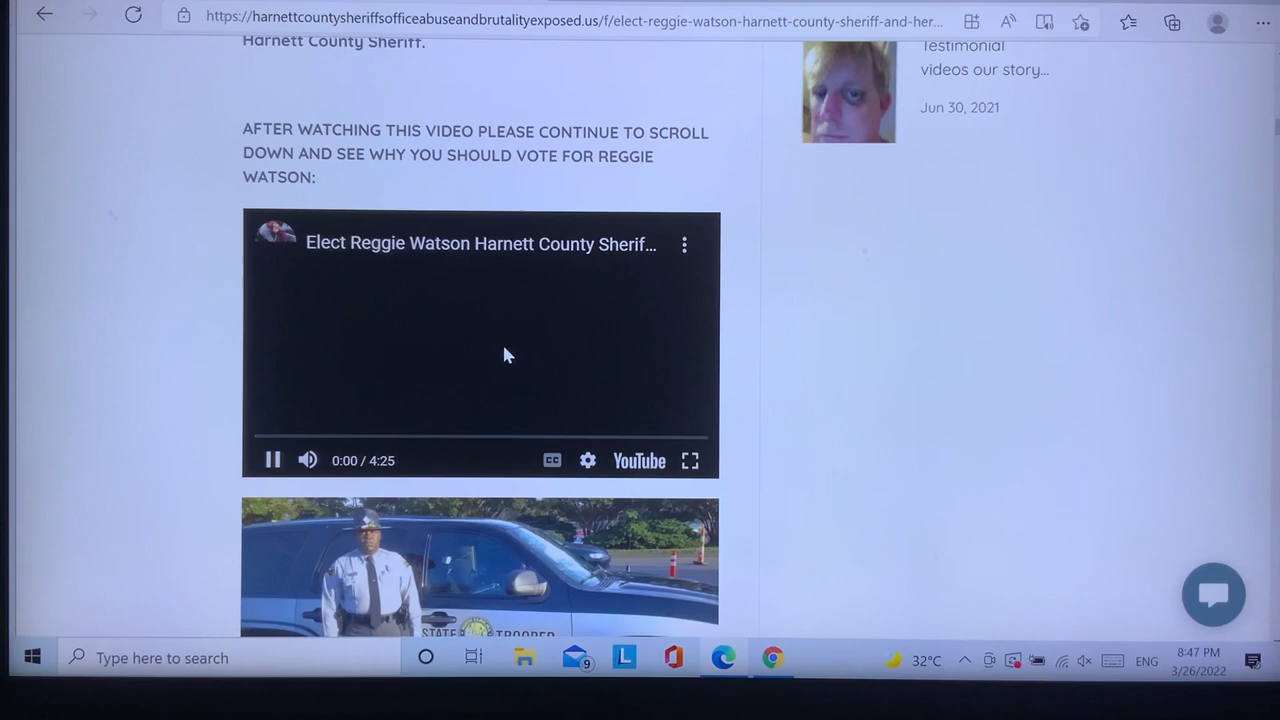 https://harnettcountysheriffsofficeabuseandbrutalityexposed.us/f/elect-reggie-watson-harnett-county-sheriff-and-her...
Harnett County Sheriff.
AFTER WATCHING THIS VIDEO PLEASE CONTINUE TO SCROLL
DOWN AND SEE WHY YOU SHOULD VOTE FOR REGGIE
WATSON:
Elect Reggie Watson Harnett County Sherif...
0:00 / 4:25
CC
YouTube
STATE TROOPER
Testimonial
videos our story...
Jun 30, 2021
Type here to search
9
L
32°C
ENG
8:47 PM
3/26/2022